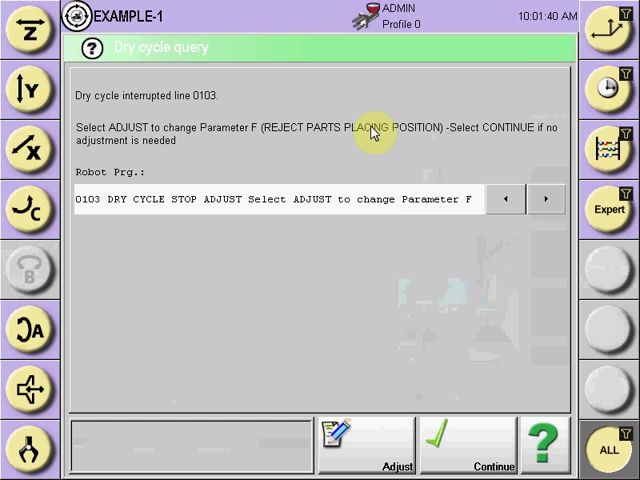 EXAMPLE-1
ADMIN
Profile 0
10:01:40 AM
? Dry cycle query
Dry cycle interrupted line 0103.
Select ADJUST to change Parameter F (REJECT PARTS PLACING POSITION) -Select CONTINUE if no
adjustment is needed
Robot Prg.:
0103 DRY CYCLE STOP ADJUST Select ADJUST to change Parameter F
Z
Y
X
C
B
A
Expert
ALL
Adjust
Continue
?